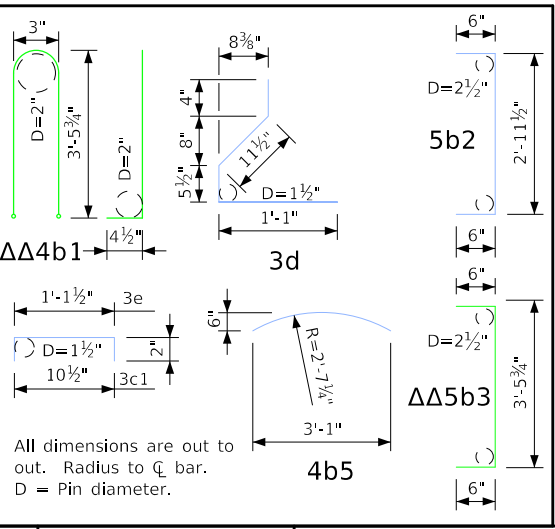 3"
D=2"
3'-5¾"
D=2"
4½"
ΔΔ4b1
8⅜"
4"
8"
5½"
11½"
D=1½"
1'-1"
3d
6"
D=2½"
5b2
2'-11½"
6"
1'-1½"
3e
D=1½"
2"
10½"
3c1
6"
R=2'-7¼"
3'-1"
4b5
6"
D=2½"
ΔΔ5b3
3'-5¾"
6"
All dimensions are out to
out. Radius to ℄ bar.
D = Pin diameter.